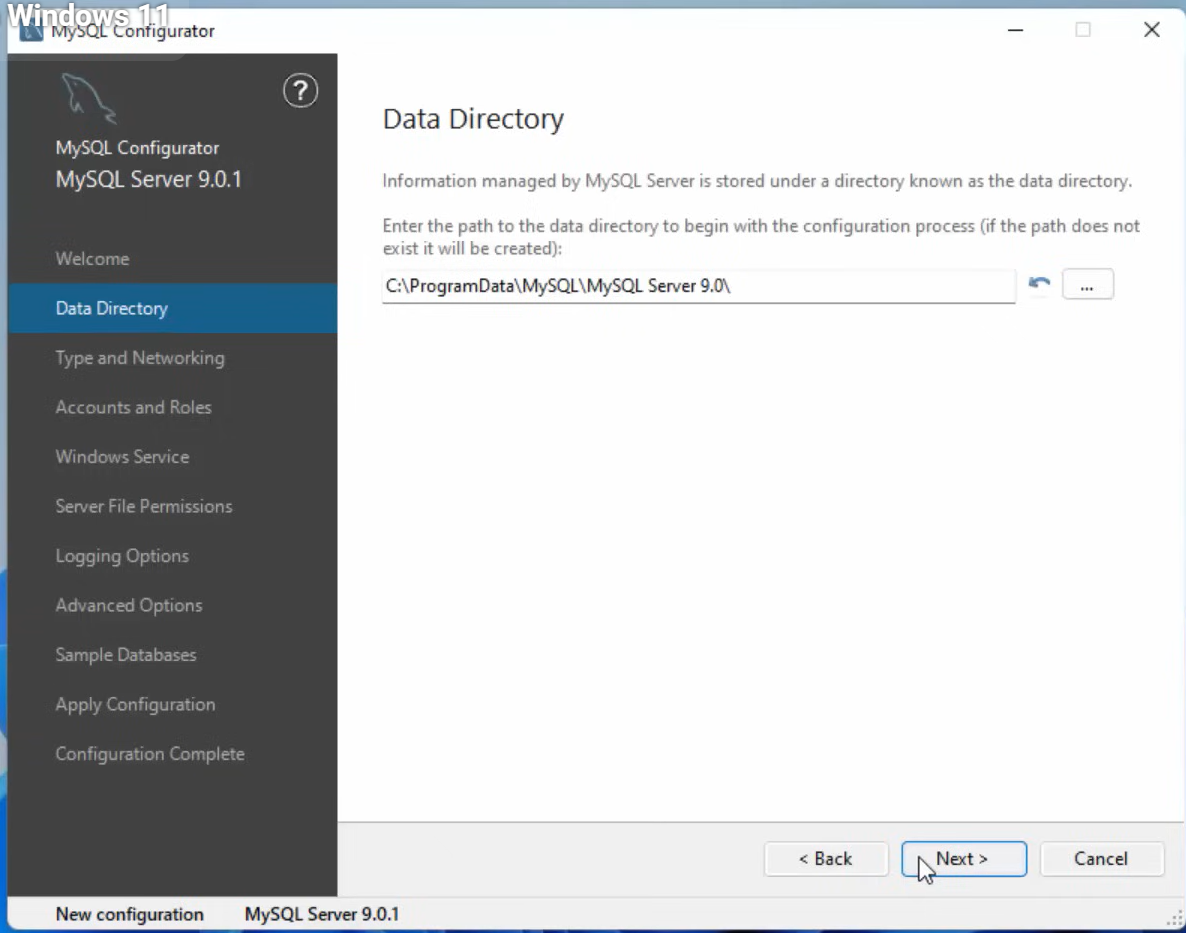 Windows 11
MySQL Configurator
?
MySQL Configurator
MySQL Server 9.0.1
Welcome
Data Directory
Type and Networking
Accounts and Roles
Windows Service
Server File Permissions
Logging Options
Advanced Options
Sample Databases
Apply Configuration
Configuration Complete
Data Directory
Information managed by MySQL Server is stored under a directory known as the data directory.
Enter the path to the data directory to begin with the configuration process (if the path does not
exist it will be created):
C:\ProgramData\MySQL\MySQL Server 9.0\
...
< Back
Next >
Cancel
New configuration
MySQL Server 9.0.1